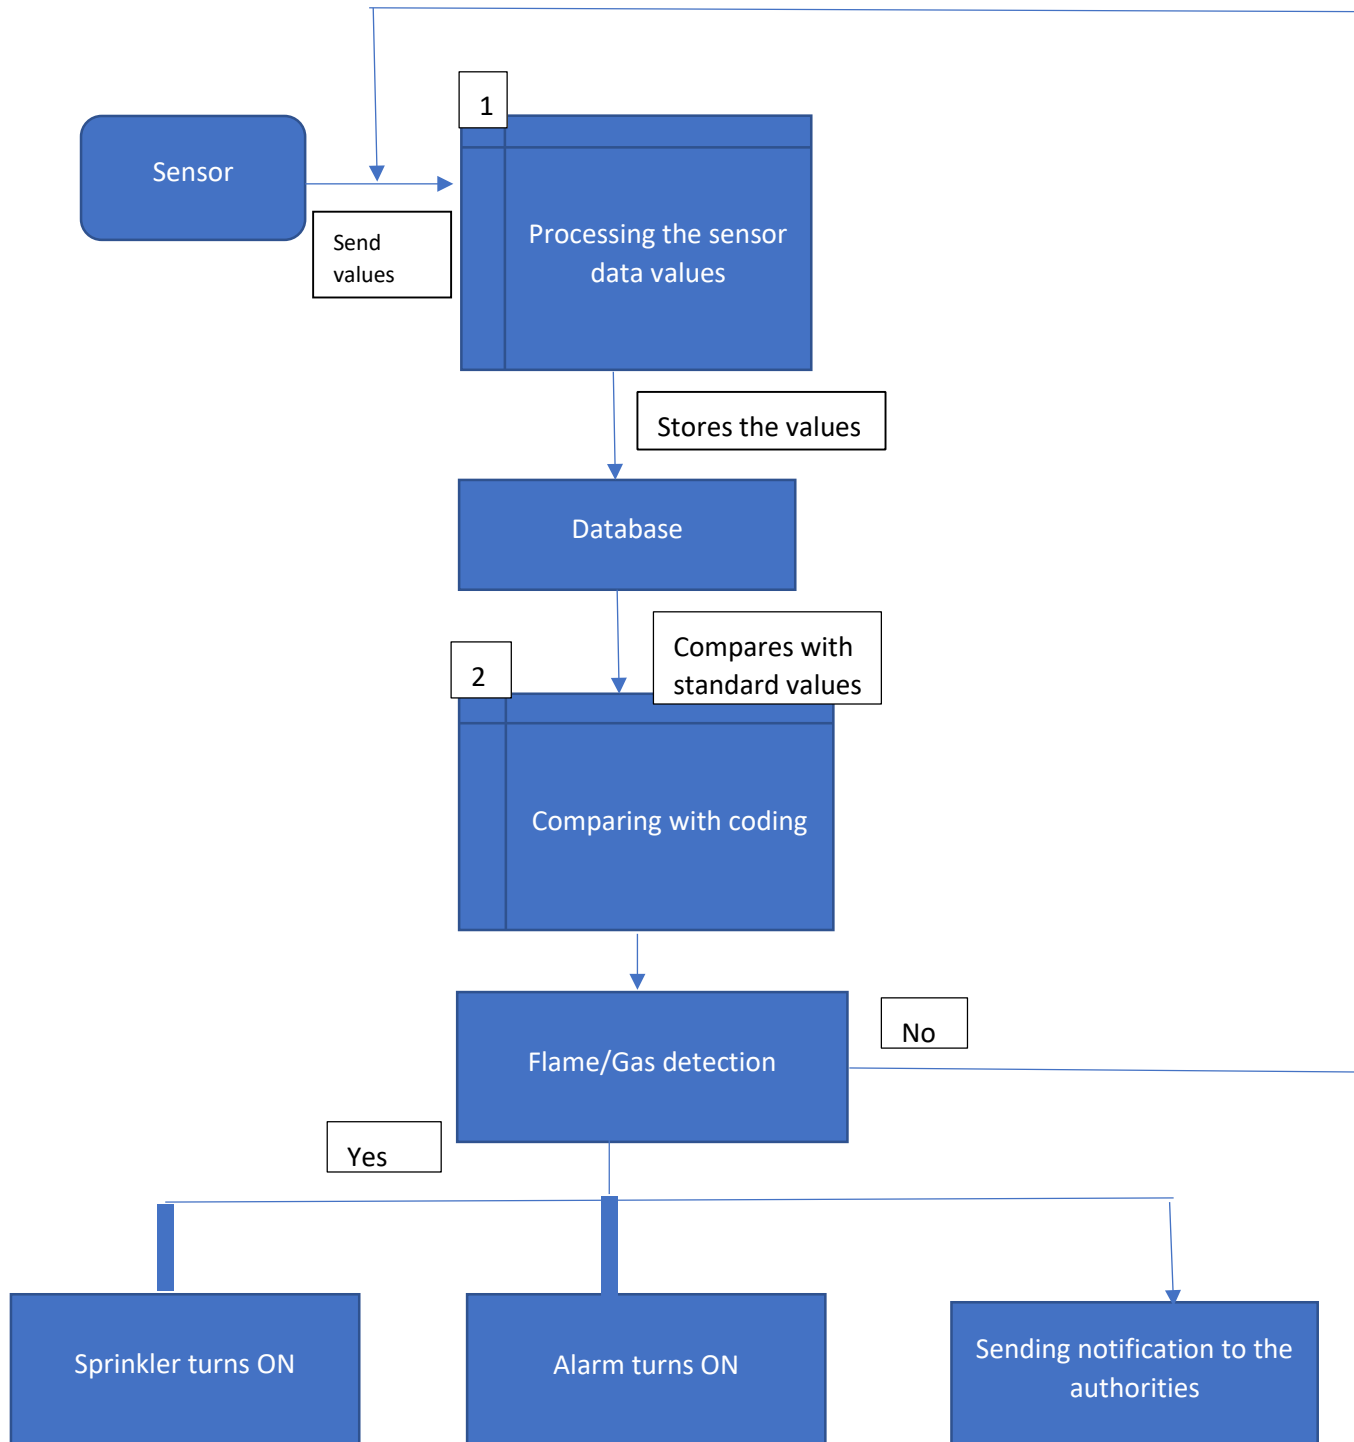 1
Sensor
Send
values
Processing the sensor
data values
Stores the values
Database
Compares with
standard values
2
Comparing with coding
Flame/Gas detection
No
Yes
Sprinkler turns ON
Alarm turns ON
Sending notification to the
authorities